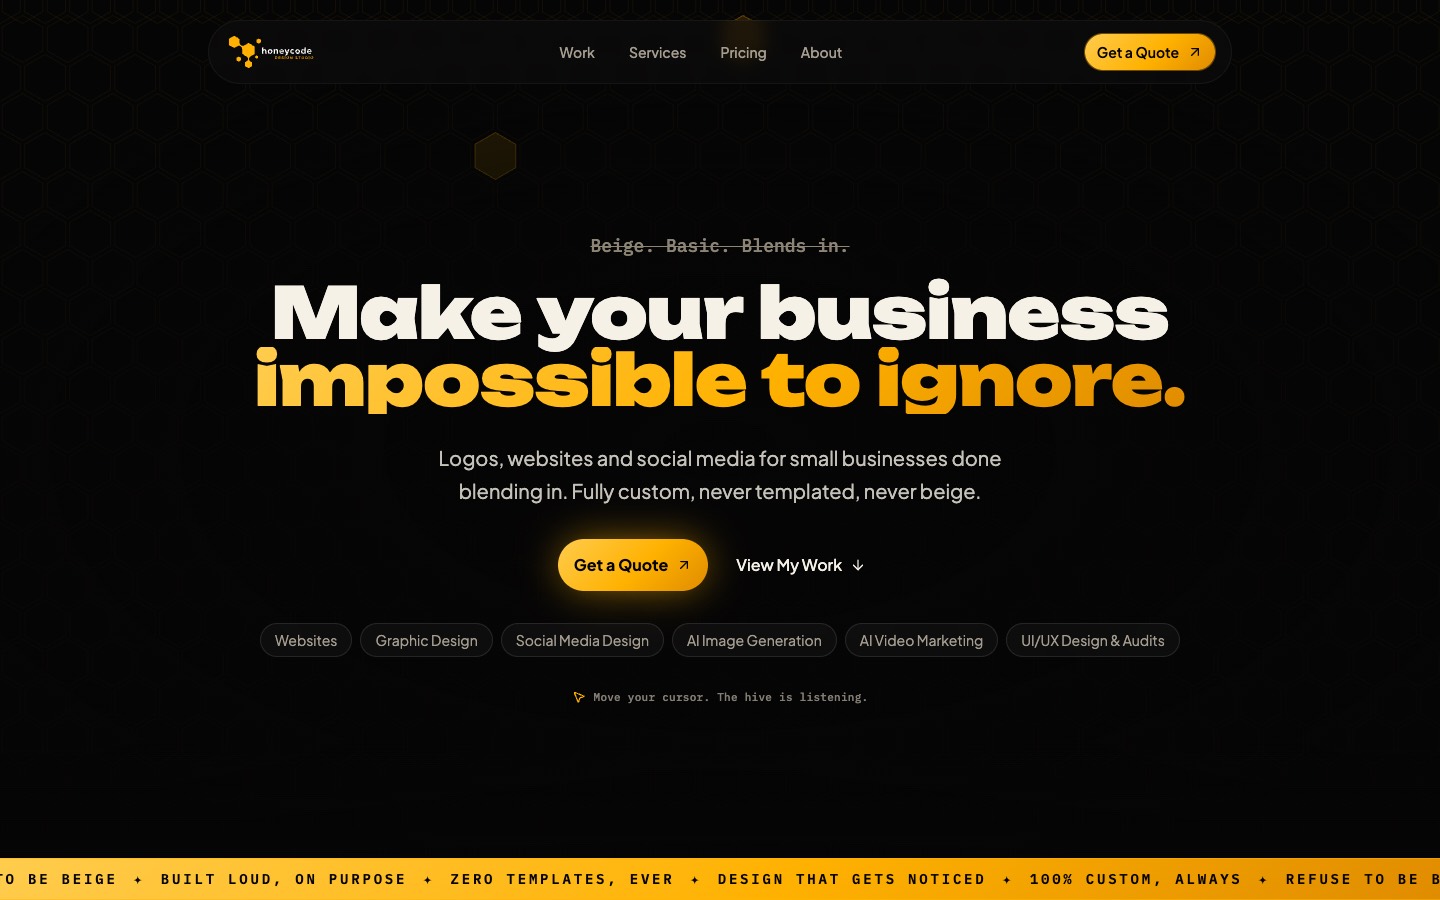 honeycode
DESIGN STUDIO
Work
Services
Pricing
About
Get a Quote
Beige. Basic. Blends in.
Make your business
impossible to ignore.
Logos, websites and social media for small businesses done
blending in. Fully custom, never templated, never beige.
Get a Quote
View My Work
Websites
Graphic Design
Social Media Design
AI Image Generation
AI Video Marketing
UI/UX Design & Audits
Move your cursor. The hive is listening.
TO BE BEIGE ✦ BUILT LOUD, ON PURPOSE ✦ ZERO TEMPLATES, EVER ✦ DESIGN THAT GETS NOTICED ✦ 100% CUSTOM, ALWAYS ✦ REFUSE TO BE B